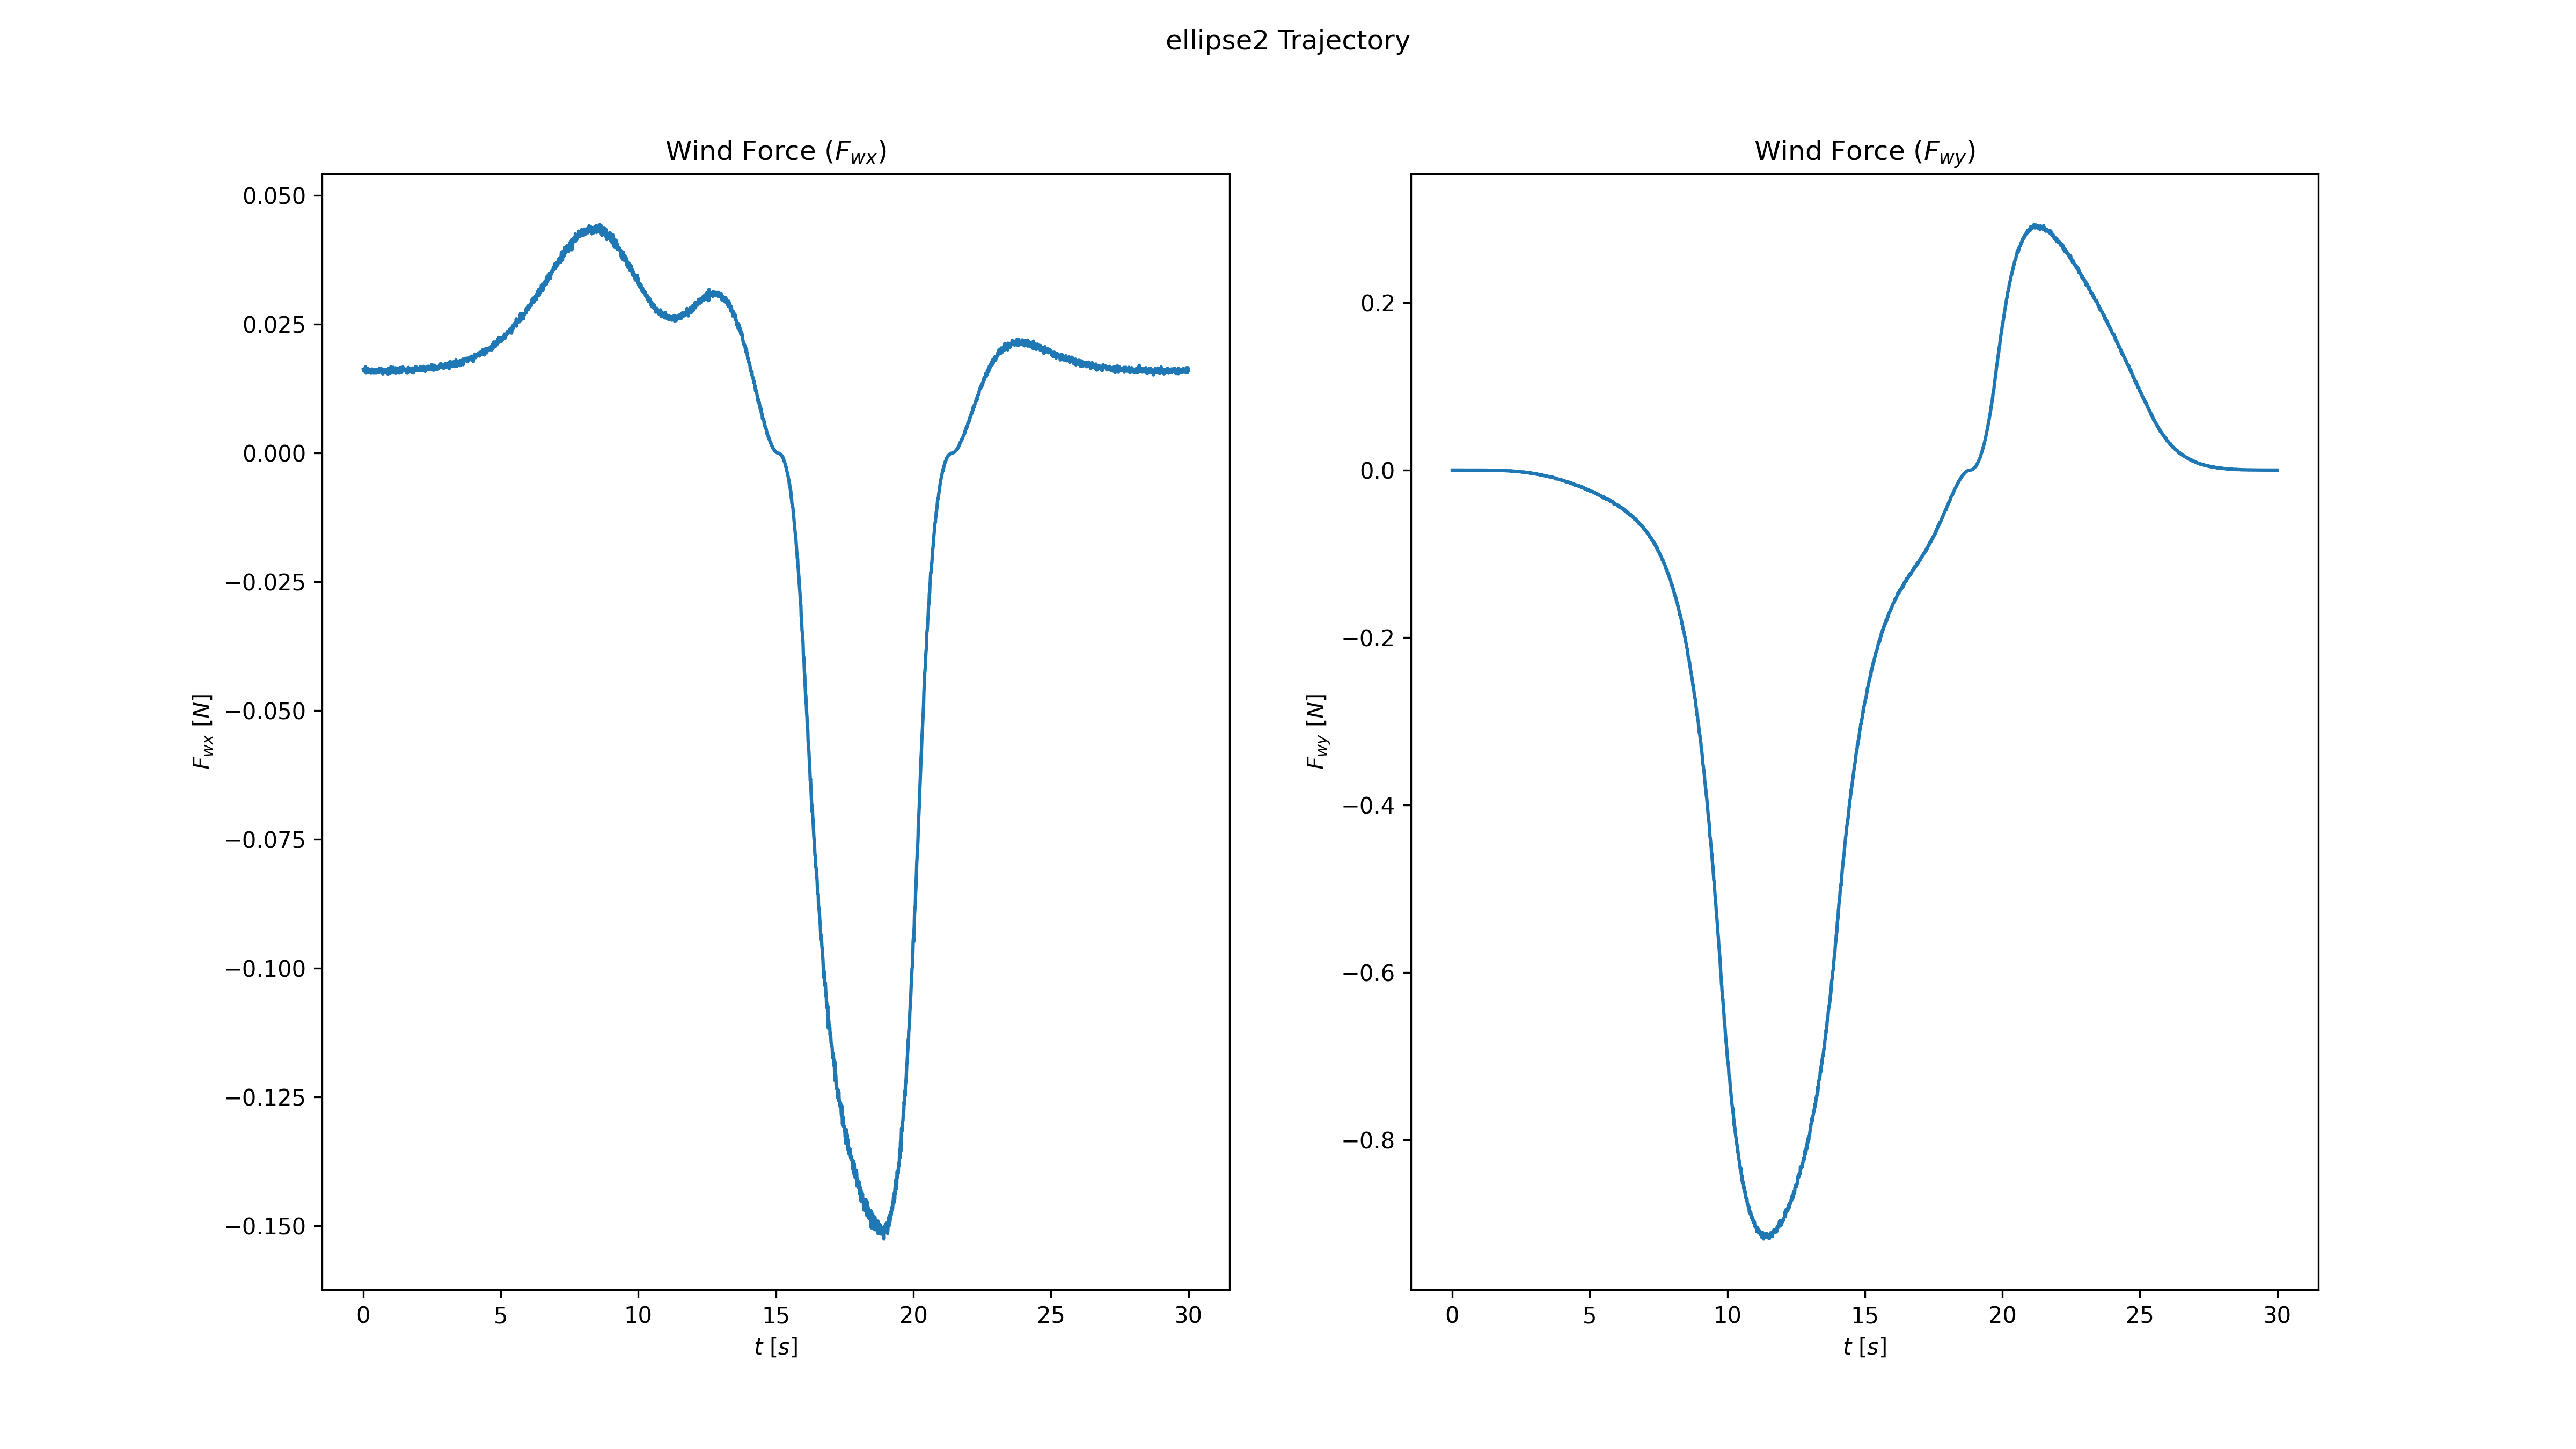 ellipse2 Trajectory
Wind Force (F_wx)
0.050
0.025
0.000
−0.025
−0.050
−0.075
−0.100
−0.125
−0.150
F_wx [N]
0 5 10 15 20 25 30
t [s]
Wind Force (F_wy)
0.2
0.0
−0.2
−0.4
−0.6
−0.8
F_wy [N]
0 5 10 15 20 25 30
t [s]